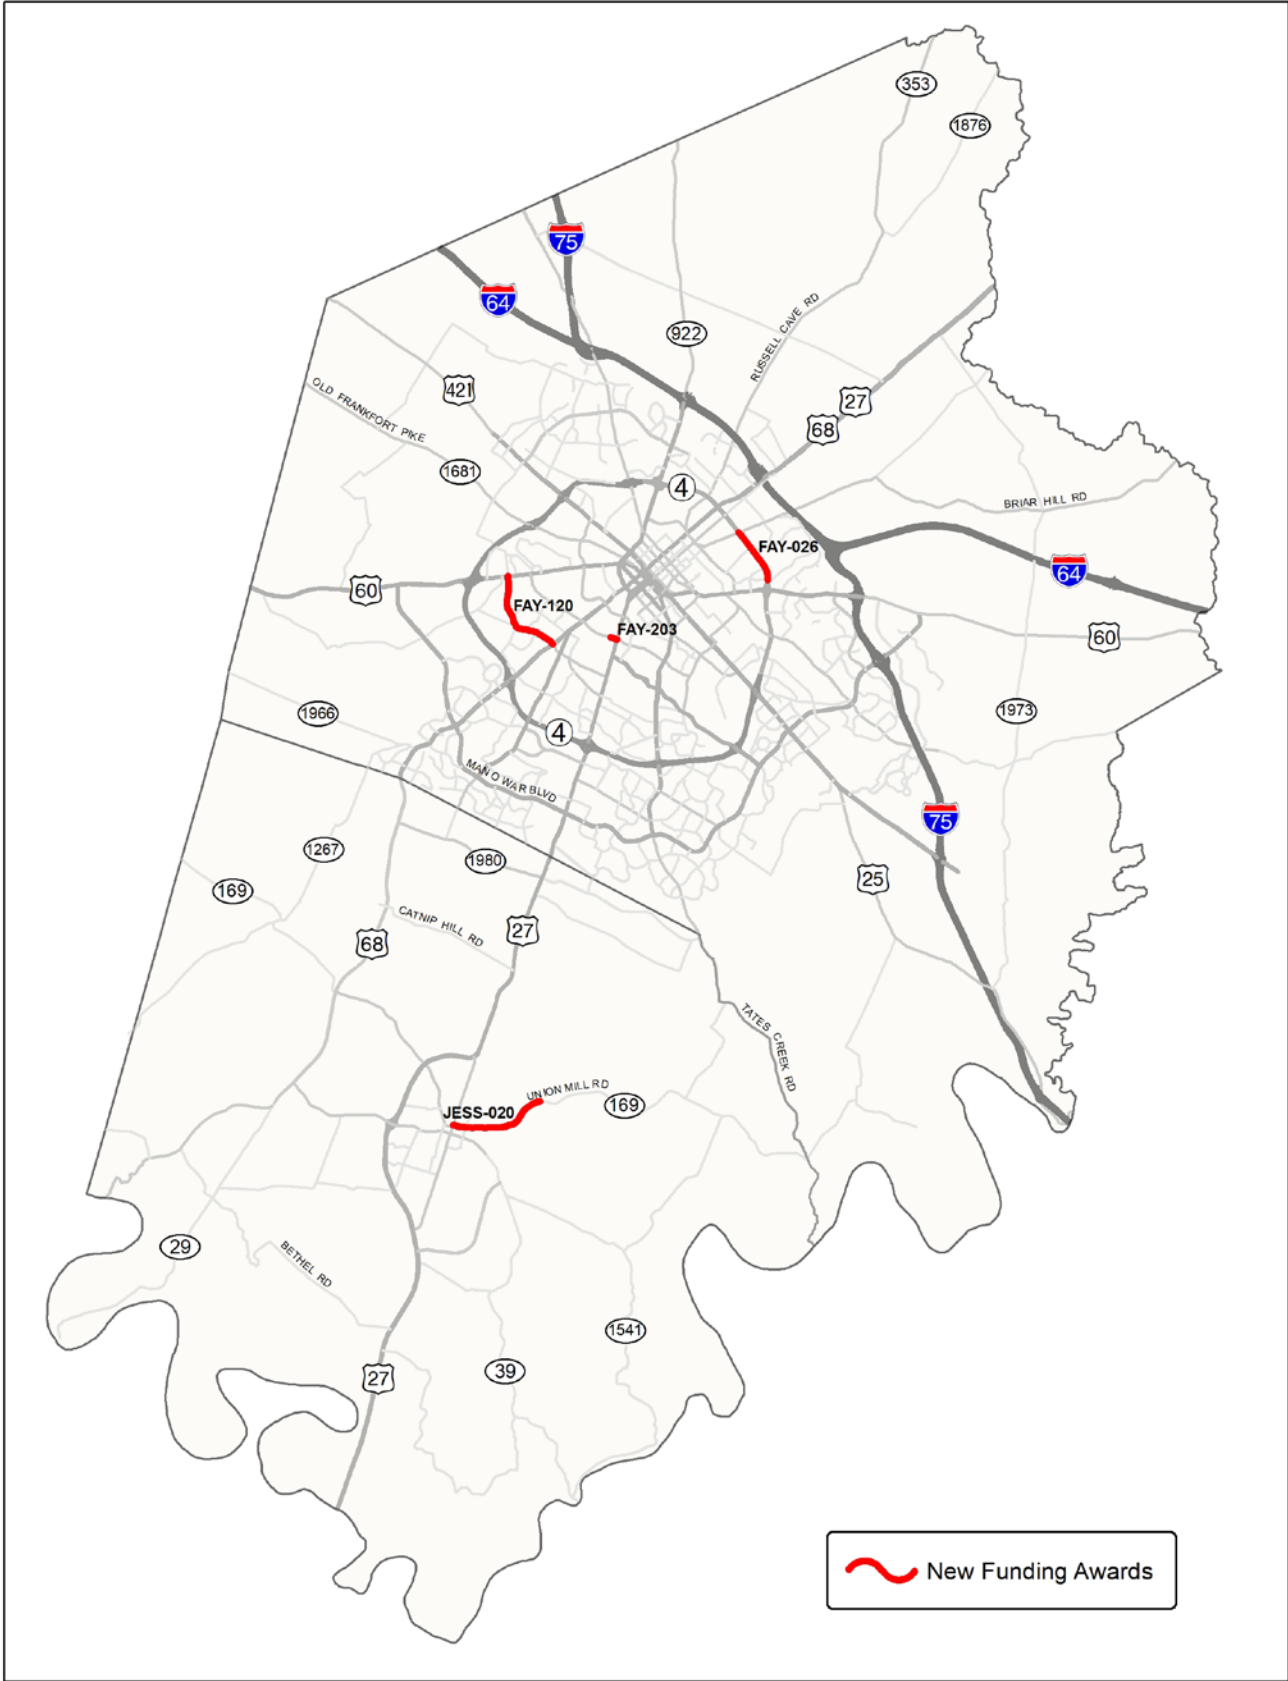 353
1876
75
64
922
RUSSELL CAVE RD
421
27
68
OLD FRANKFORT PIKE
1681
4
BRIAR HILL RD
FAY-026
64
60
FAY-120
FAY-203
60
1966
1973
4
MAN O WAR BLVD
75
1267
1980
169
25
CATNIP HILL RD
27
68
TATES CREEK RD
UNION MILL RD
169
JESS-020
29
BETHEL RD
1541
39
27
New Funding Awards